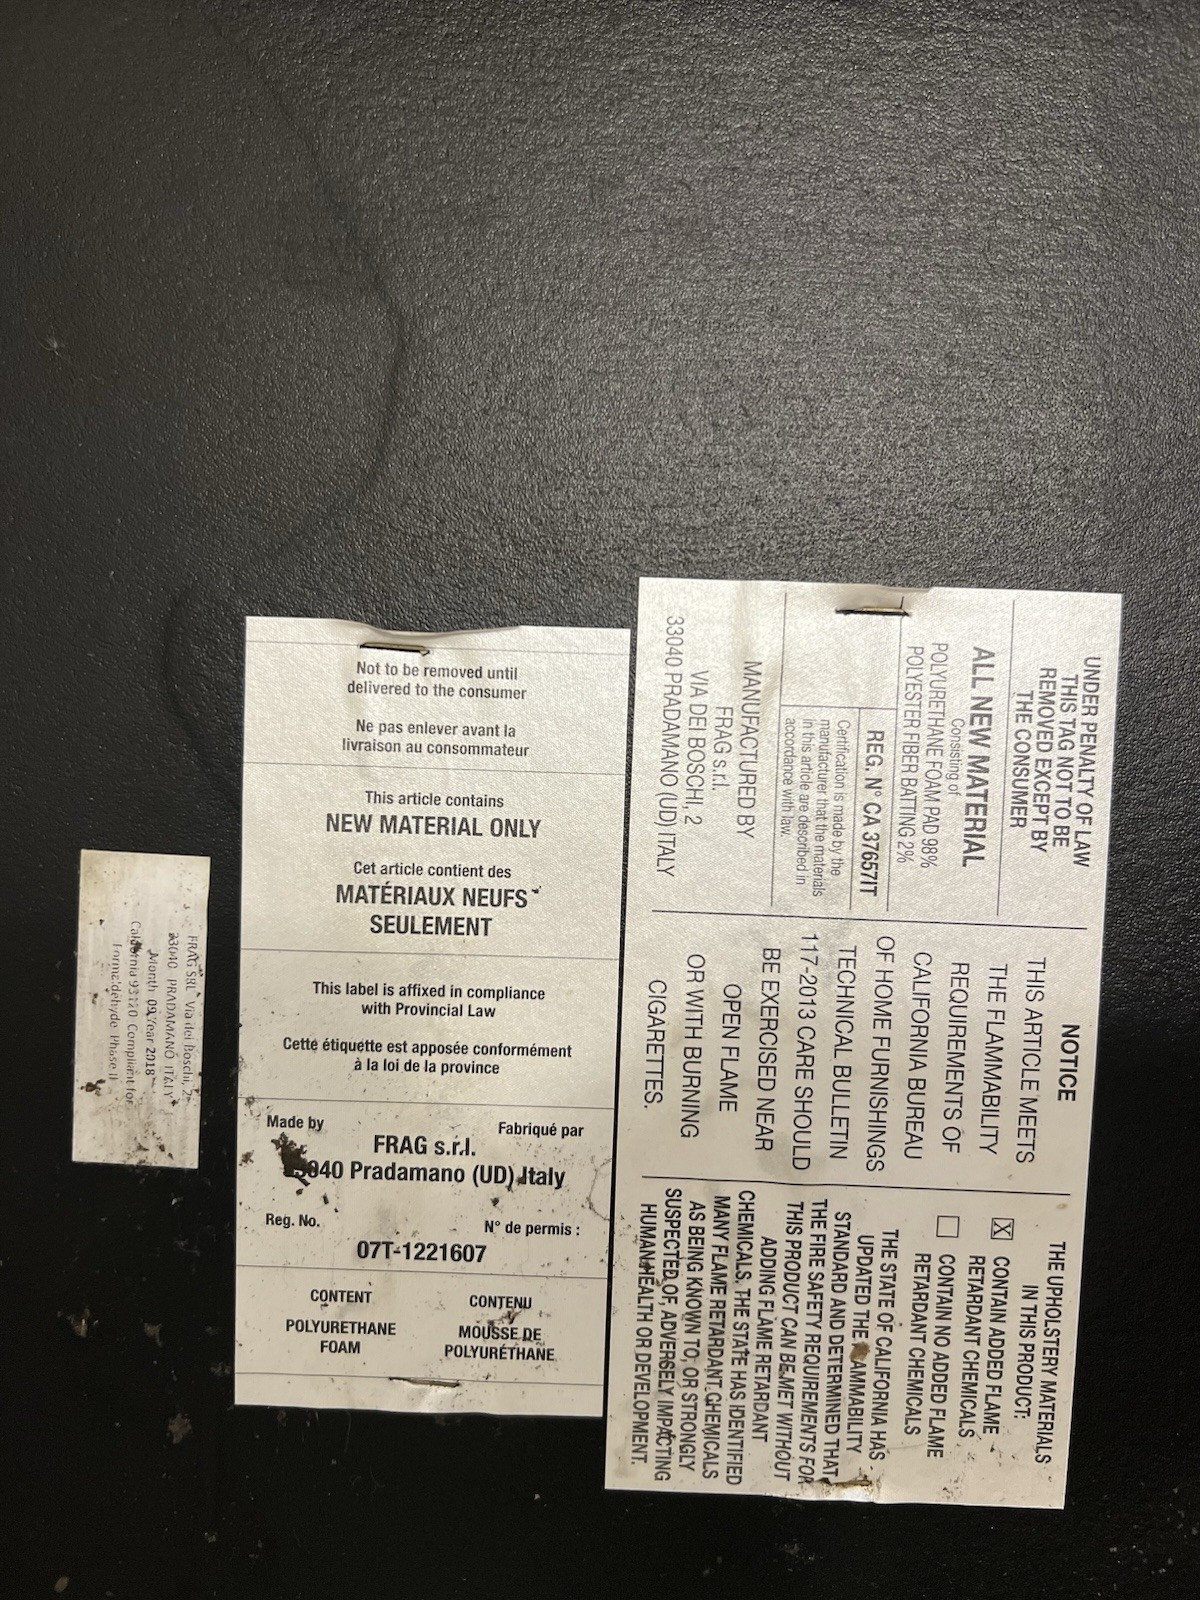 Not to be removed until
delivered to the consumer
Ne pas enlever avant la
livraison au consommateur
This article contains
NEW MATERIAL ONLY
Cet article contient des
MATÉRIAUX NEUFS
SEULEMENT
This label is affixed in compliance
with Provincial Law
Cette étiquette est apposée conformément
à la loi de la province
Made by
Fabriqué par
FRAG s.r.l.
33040 Pradamano (UD) Italy
Reg. No.
N° de permis :
07T-1221607
CONTENT
CONTENU
POLYURETHANE
FOAM
MOUSSE DE
POLYURÉTHANE
UNDER PENALTY OF LAW
THIS TAG NOT TO BE
REMOVED EXCEPT BY
THE CONSUMER
ALL NEW MATERIAL
Consisting of
POLYURETHANE FOAM PAD 98%
POLYESTER FIBER BATING 2%
REG. N° CA 37657IT
Certification is made by the
manufacturer that the materials
in this article are described in
accordance with law.
MANUFACTURED BY
FRAG s.r.l.
VIA DEI BOSCHI, 2
33040 PRADAMANO (UD) ITALY
NOTICE
THIS ARTICLE MEETS
THE FLAMMABILITY
REQUIREMENTS OF
CALIFORNIA BUREAU
OF HOME FURNISHINGS
TECHNICAL BULLETIN
117-2013 CARE SHOULD
BE EXERCISED NEAR
OPEN FLAME
OR WITH BURNING
CIGARETTES.
THE UPHOLSTERY MATERIALS
IN THIS PRODUCT:
X CONTAIN ADDED FLAME
RETARDANT CHEMICALS
CONTAIN NO ADDED FLAME
RETARDANT CHEMICALS
THE STATE OF CALIFORNIA HAS
UPDATED THE FLAMMABILITY
STANDARD AND DETERMINED THAT
THE FIRE SAFETY REQUIREMENTS FOR
THIS PRODUCT CAN BE MET WITHOUT
ADDING FLAME RETARDANT
CHEMICALS. THE STATE HAS IDENTIFIED
MANY FLAME RETARDANT CHEMICALS
AS BEING KNOWN TO, OR STRONGLY
SUSPECTED OF, ADVERSELY IMPACTING
HUMAN HEALTH OR DEVELOPMENT.
FRAG SRL Via dei Boschi, 2
33040 PRADAMANO ITALY
Month 09 Year 2018
California 93120 Compliant for
Formaldehyde Phase II